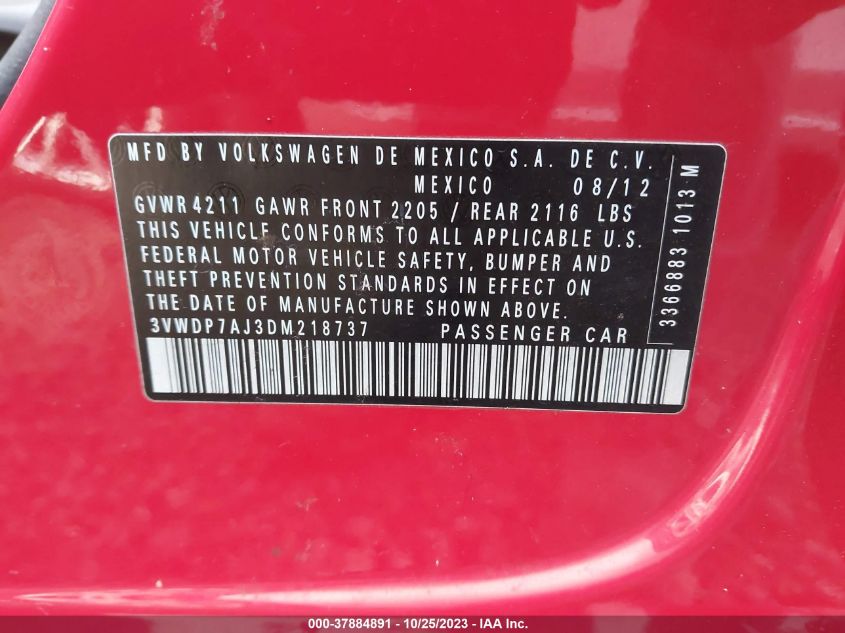 MFD BY VOLKSWAGEN DE MEXICO S.A. DE C.V.
MEXICO 08/12
GVWR 4211 GAWR FRONT 2205 / REAR 2116 LBS
THIS VEHICLE CONFORMS TO ALL APPLICABLE U.S.
FEDERAL MOTOR VEHICLE SAFETY, BUMPER AND
THEFT PREVENTION STANDARDS IN EFFECT ON
THE DATE OF MANUFACTURE SHOWN ABOVE.
3VWDP7AJ3DM218737 PASSENGER CAR
3366883 1013 M
000-37884891 - 10/25/2023 - IAA Inc.